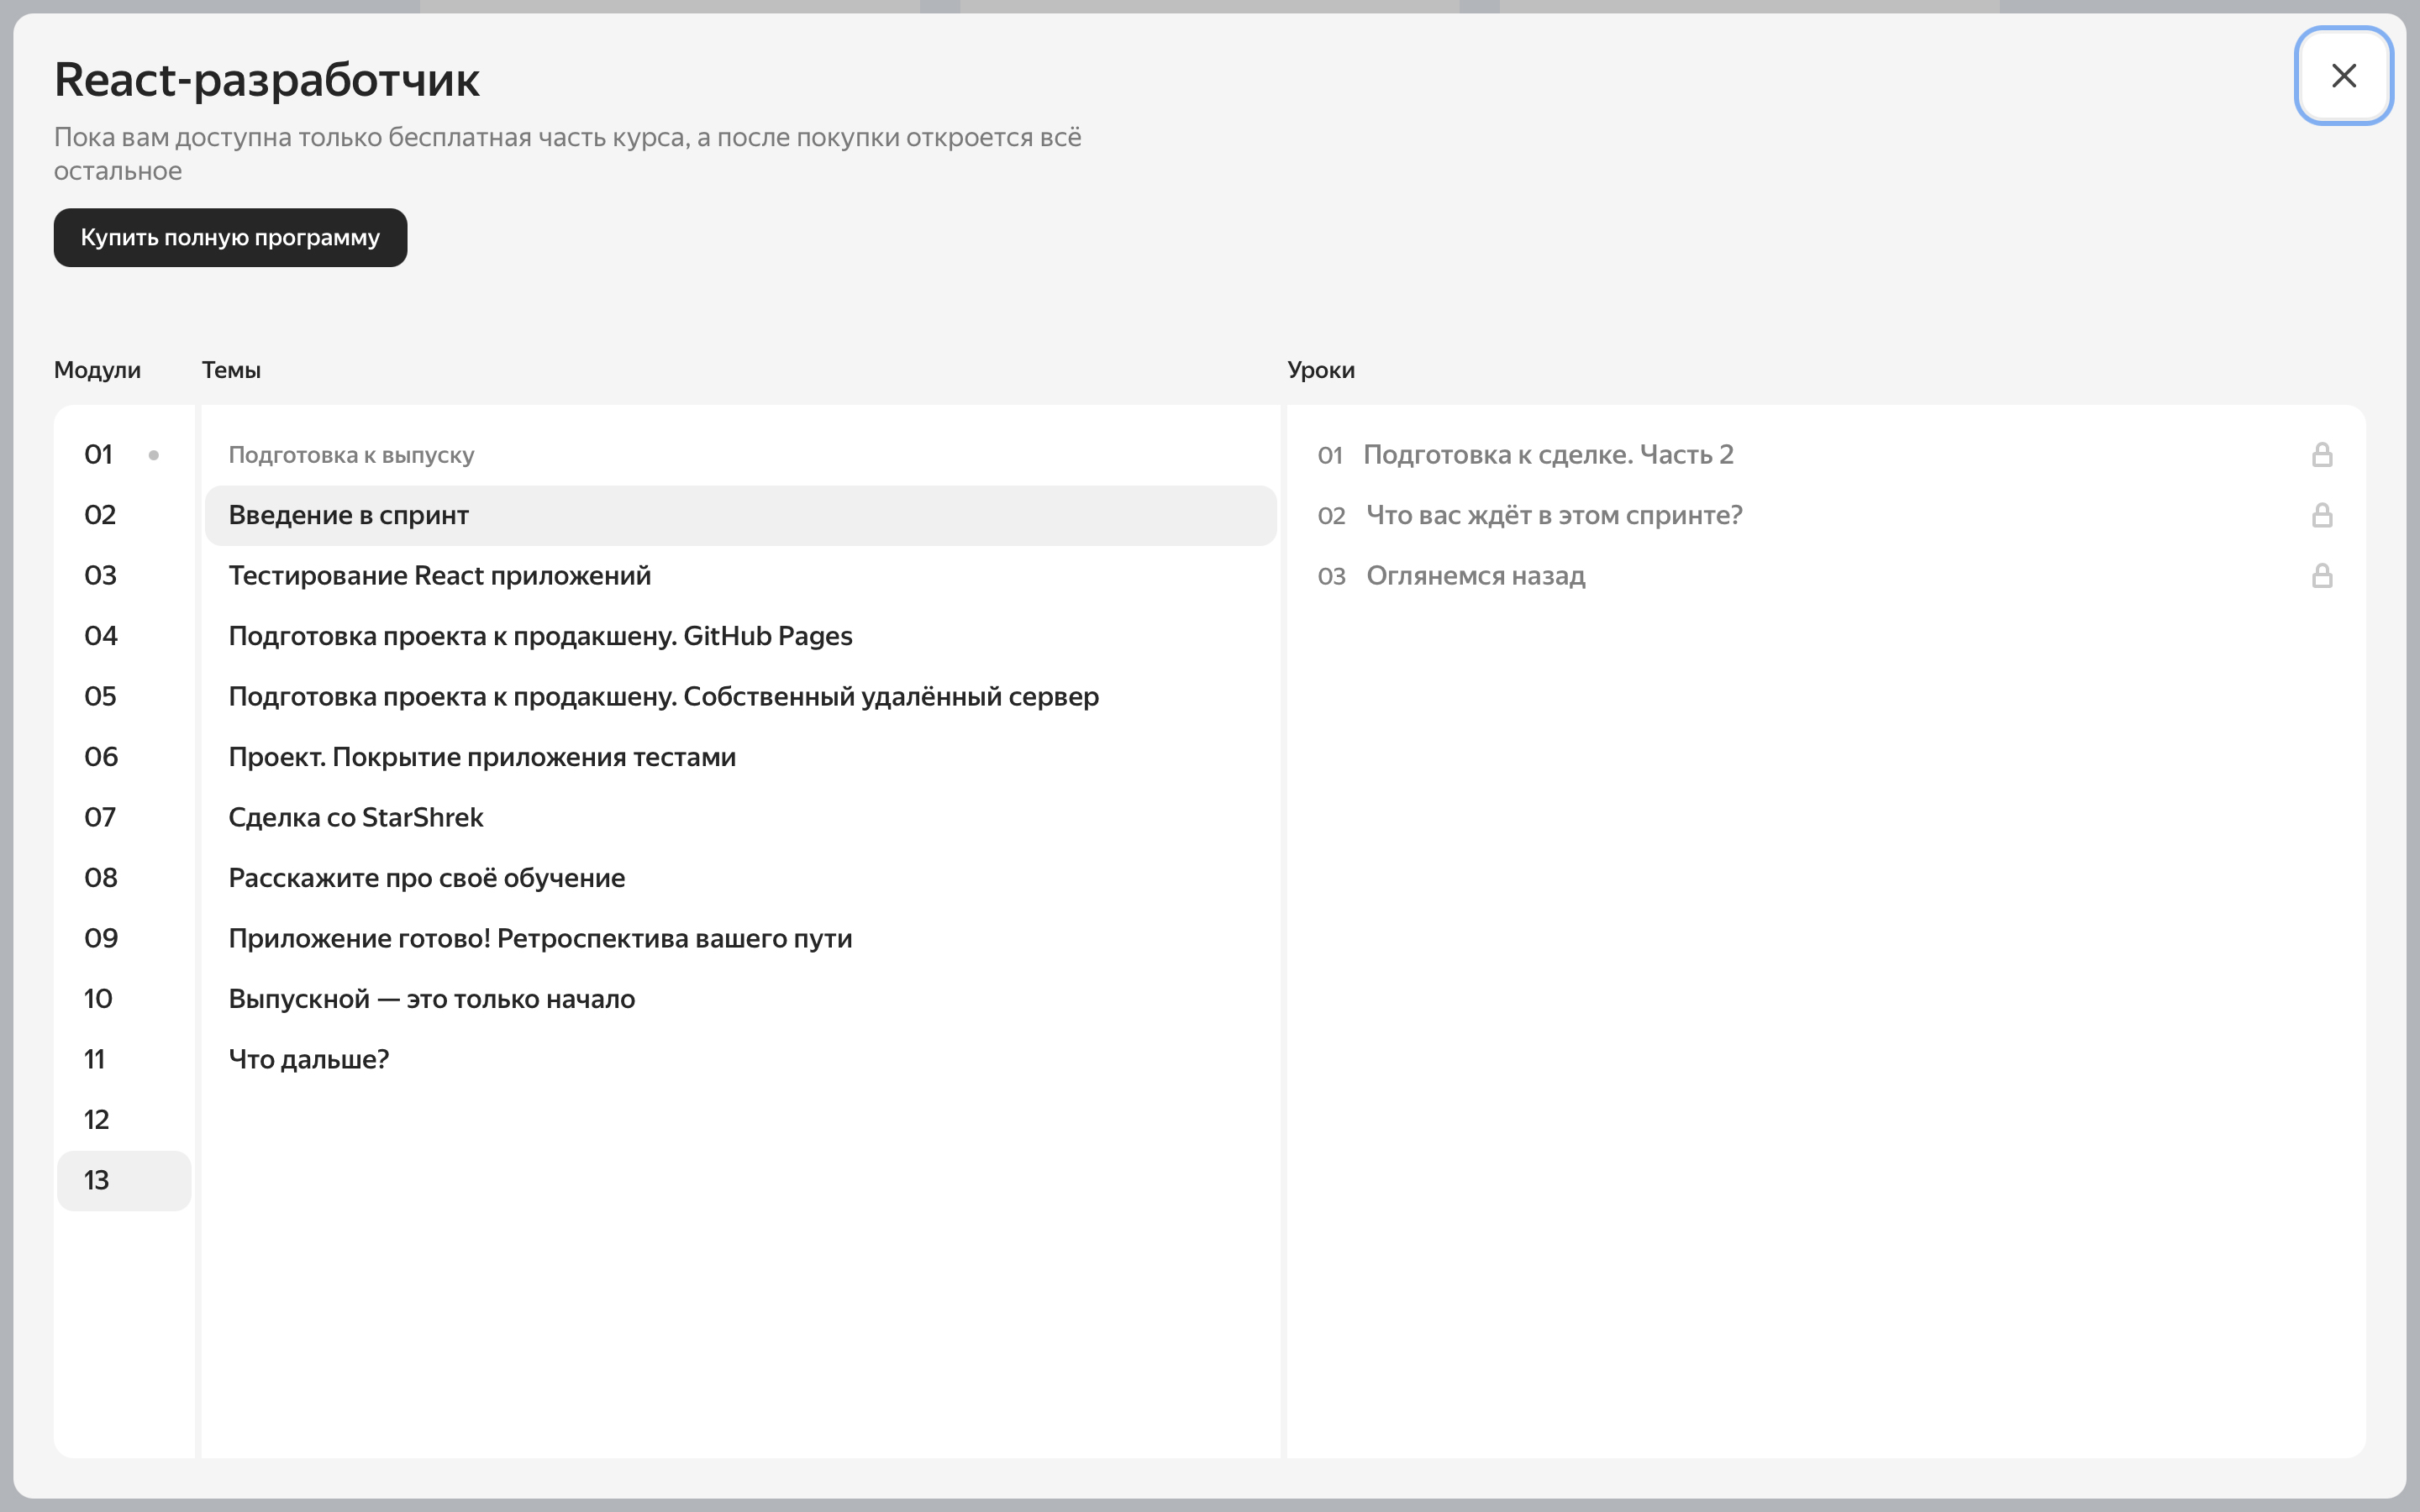 React-разработчик
Пока вам доступна только бесплатная часть курса, а после покупки откроется всё
остальное
Купить полную программу
Модули
Темы
Уроки
01
02
03
04
05
06
07
08
09
10
11
12
13
Подготовка к выпуску
Введение в спринт
Тестирование React приложений
Подготовка проекта к продакшену. GitHub Pages
Подготовка проекта к продакшену. Собственный удалённый сервер
Проект. Покрытие приложения тестами
Сделка со StarShrek
Расскажите про своё обучение
Приложение готово! Ретроспектива вашего пути
Выпускной — это только начало
Что дальше?
01 Подготовка к сделке. Часть 2
02 Что вас ждёт в этом спринте?
03 Оглянемся назад